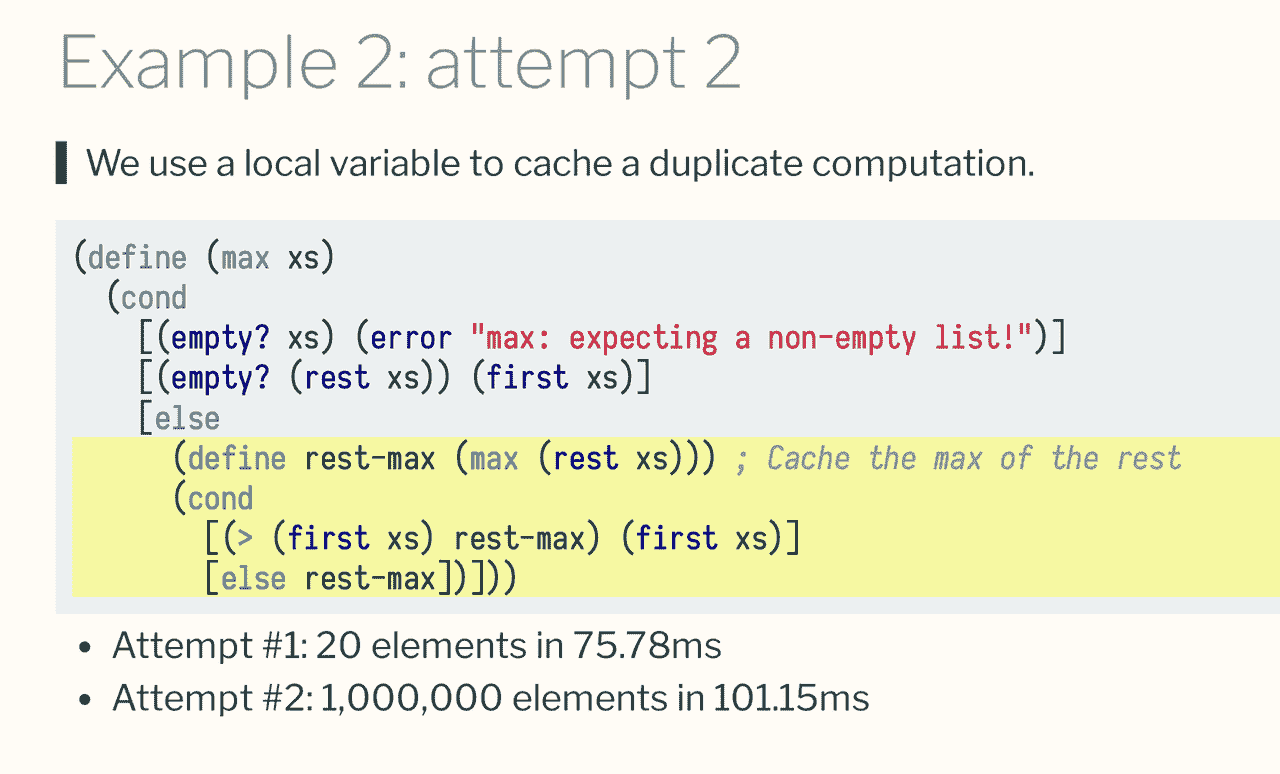 Example 2: attempt 2
We use a local variable to cache a duplicate computation.
(define (max xs)
  (cond
    [(empty? xs) (error "max: expecting a non-empty list!")]
    [(empty? (rest xs)) (first xs)]
    [else
      (define rest-max (max (rest xs))) ; Cache the max of the rest
      (cond
        [(> (first xs) rest-max) (first xs)]
        [else rest-max])]))
• Attempt #1: 20 elements in 75.78ms
• Attempt #2: 1,000,000 elements in 101.15ms